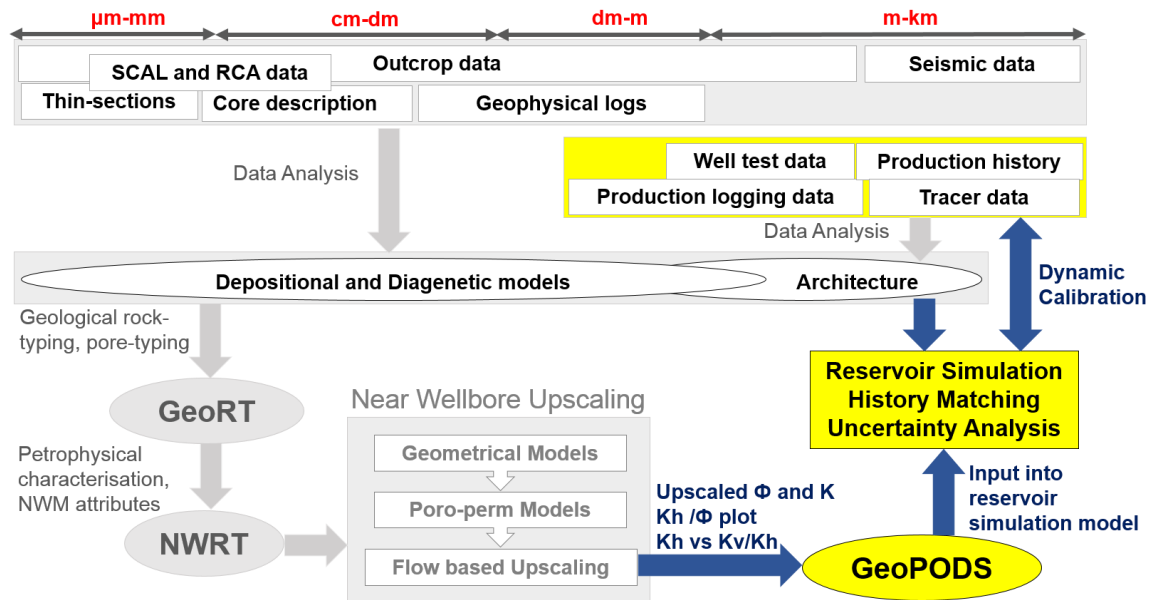 µm-mm
cm-dm
dm-m
m-km
Outcrop data
Seismic data
SCAL and RCA data
Thin-sections
Core description
Geophysical logs
Data Analysis
Well test data
Production history
Production logging data
Tracer data
Data Analysis
Dynamic
Calibration
Depositional and Diagenetic models
Architecture
Geological rock-
typing, pore-typing
GeoRT
Petrophysical
characterisation,
NWM attributes
NWRT
Near Wellbore Upscaling
Geometrical Models
Poro-perm Models
Flow based Upscaling
Upscaled Φ and K
Kh /Φ plot
Kh vs Kv/Kh
GeoPODS
Input into
reservoir
simulation model
Reservoir Simulation
History Matching
Uncertainty Analysis